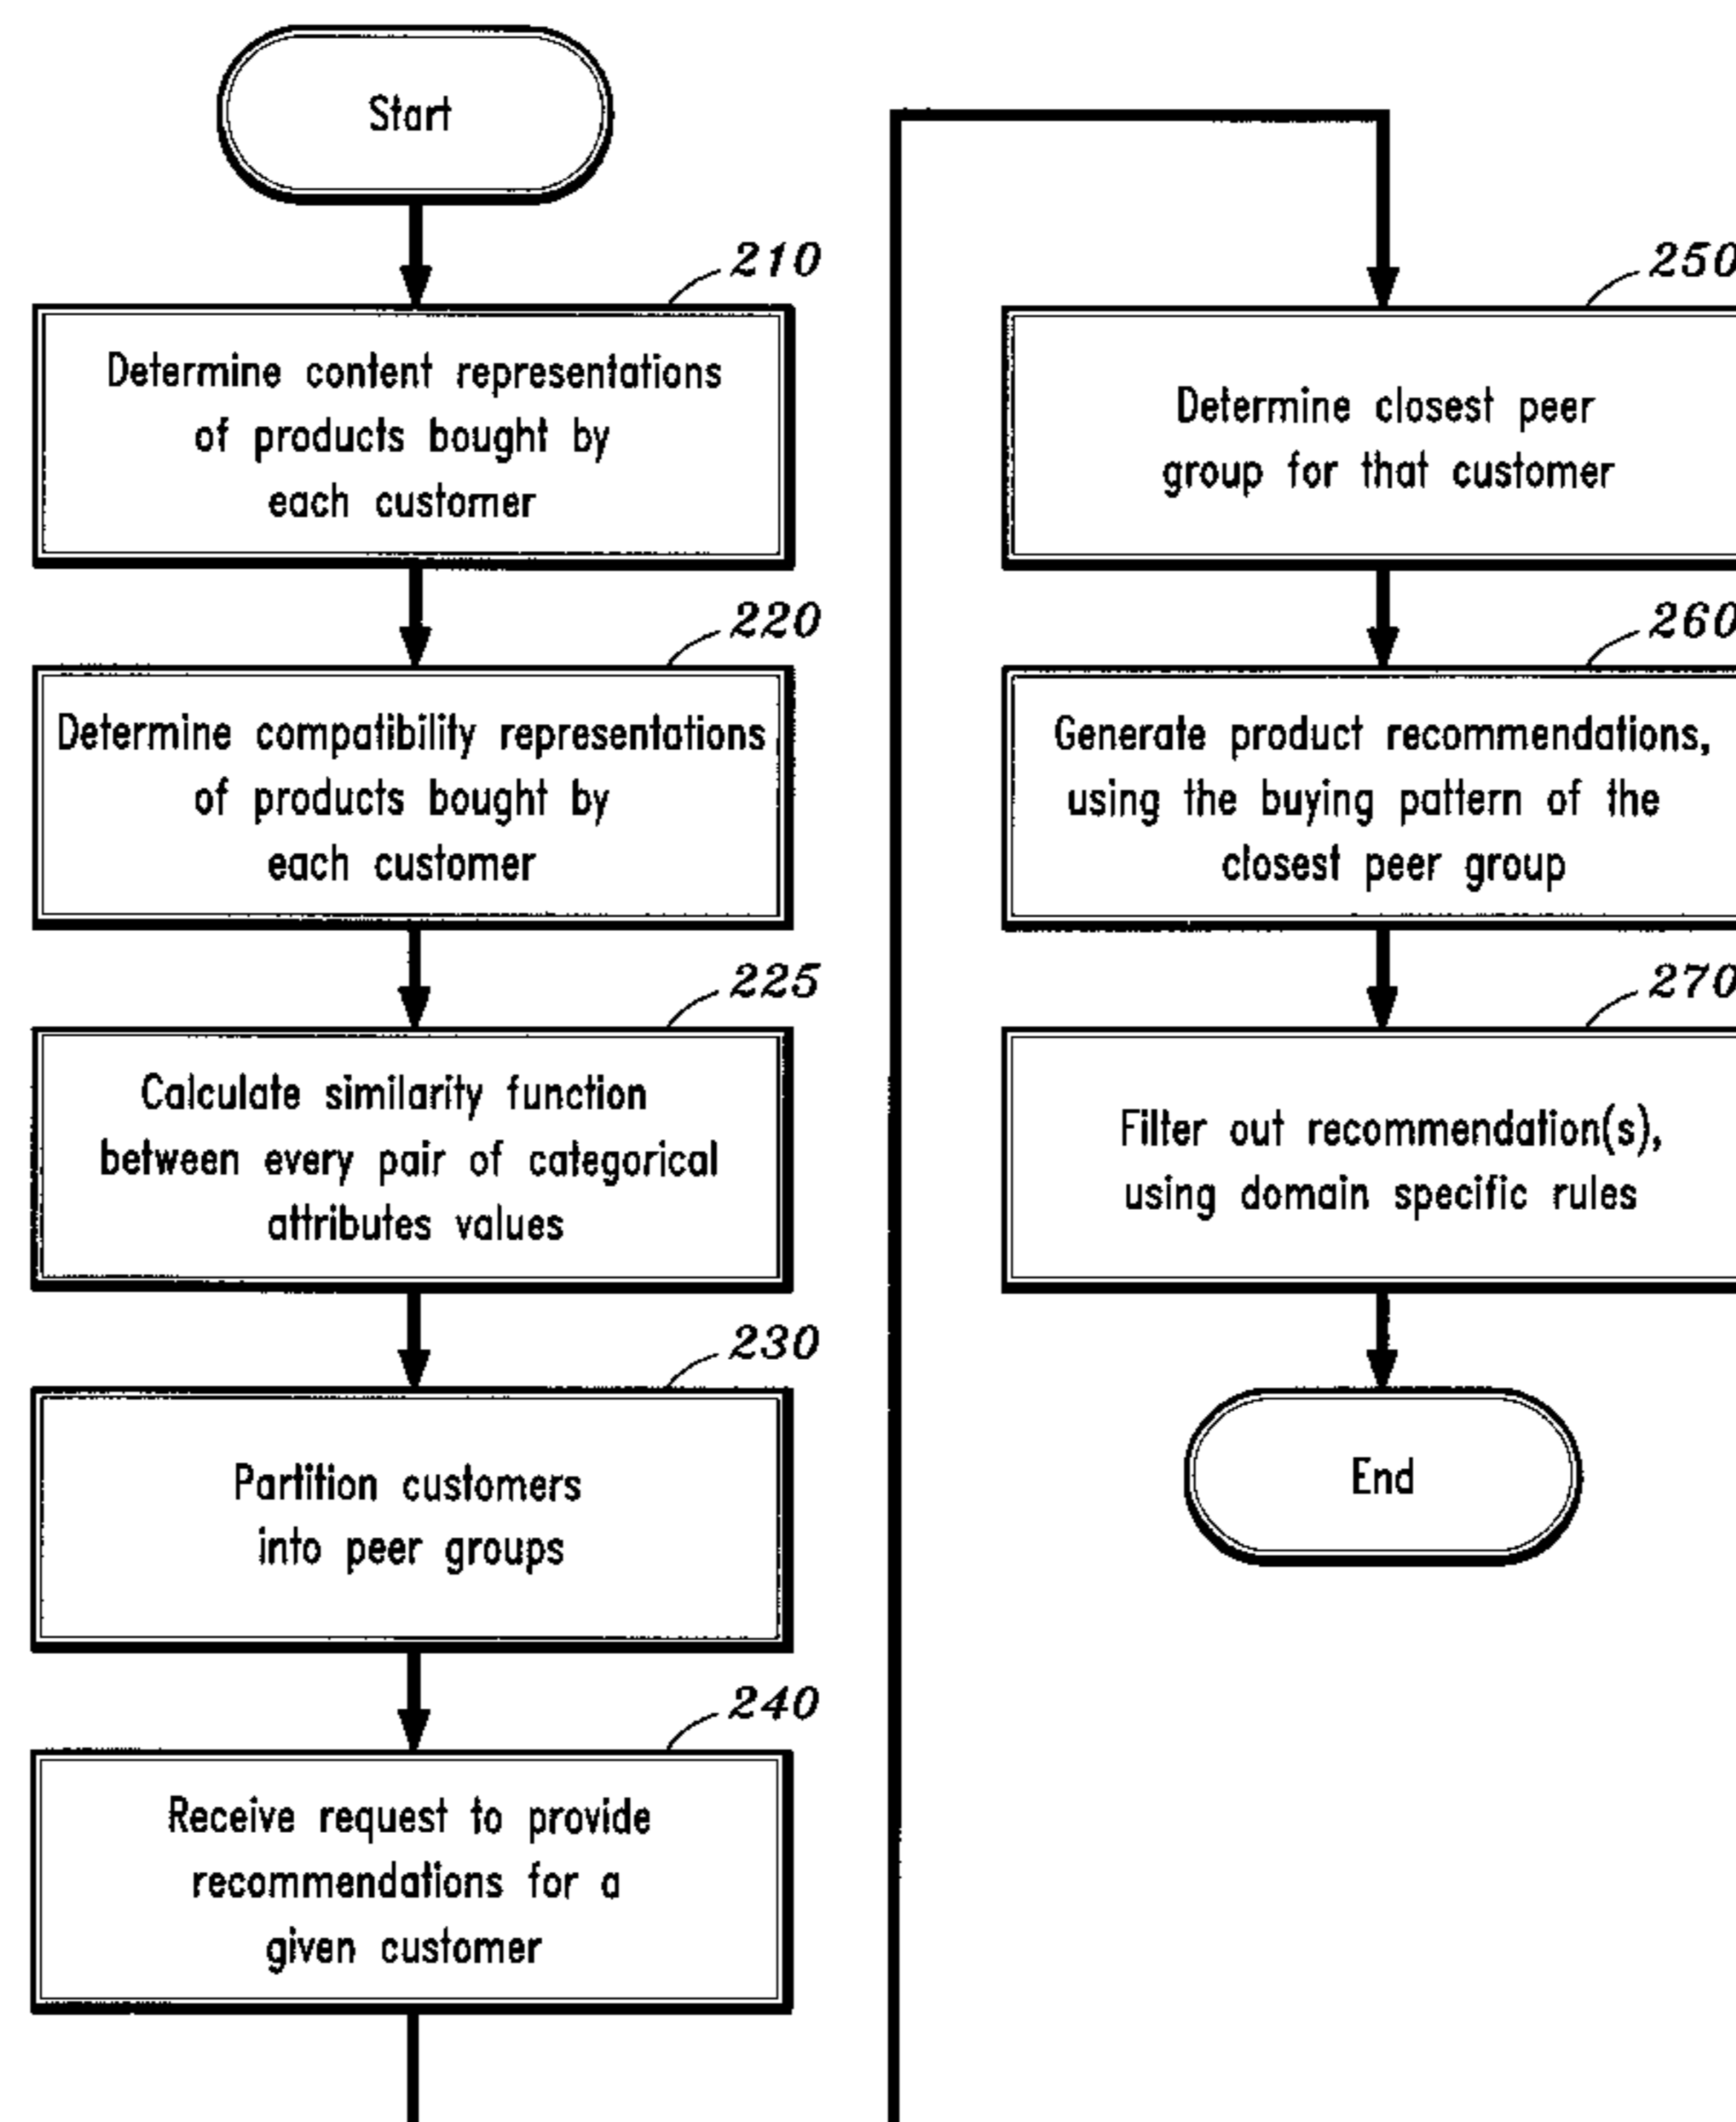 Start
210
Determine content representations
of products bought by
each customer
220
Determine compatibility representations
of products bought by
each customer
225
Calculate similarity function
between every pair of categorical
attributes values
230
Partition customers
into peer groups
240
Receive request to provide
recommendations for a
given customer
250
Determine closest peer
group for that customer
260
Generate product recommendations,
using the buying pattern of the
closest peer group
270
Filter out recommendation(s),
using domain specific rules
End